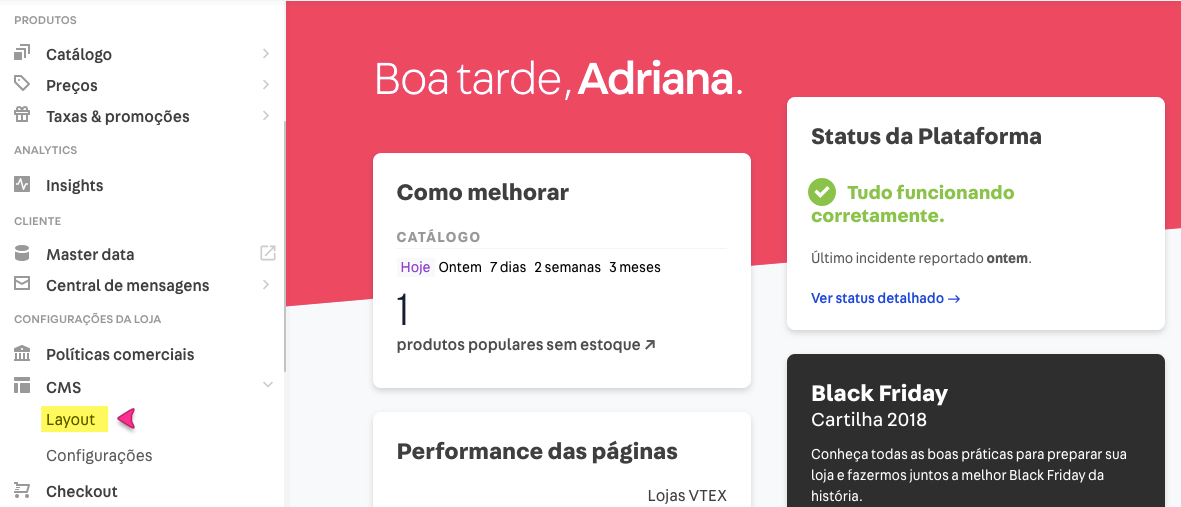 PRODUTOS
Catálogo
Preços
Taxas & promoções
ANALYTICS
Insights
CLIENTE
Master data
Central de mensagens
CONFIGURAÇÕES DA LOJA
Políticas comerciais
CMS
Layout
Configurações
Checkout
Boa tarde, Adriana.
Como melhorar
CATÁLOGO
Hoje Ontem 7 dias 2 semanas 3 meses
1
produtos populares sem estoque ↗
Performance das páginas
Lojas VTEX
Status da Plataforma
Tudo funcionando
corretamente.
Último incidente reportado ontem.
Ver status detalhado →
Black Friday
Cartilha 2018
Conheça todas as boas práticas para preparar sua
loja e fazermos juntos a melhor Black Friday da
história.